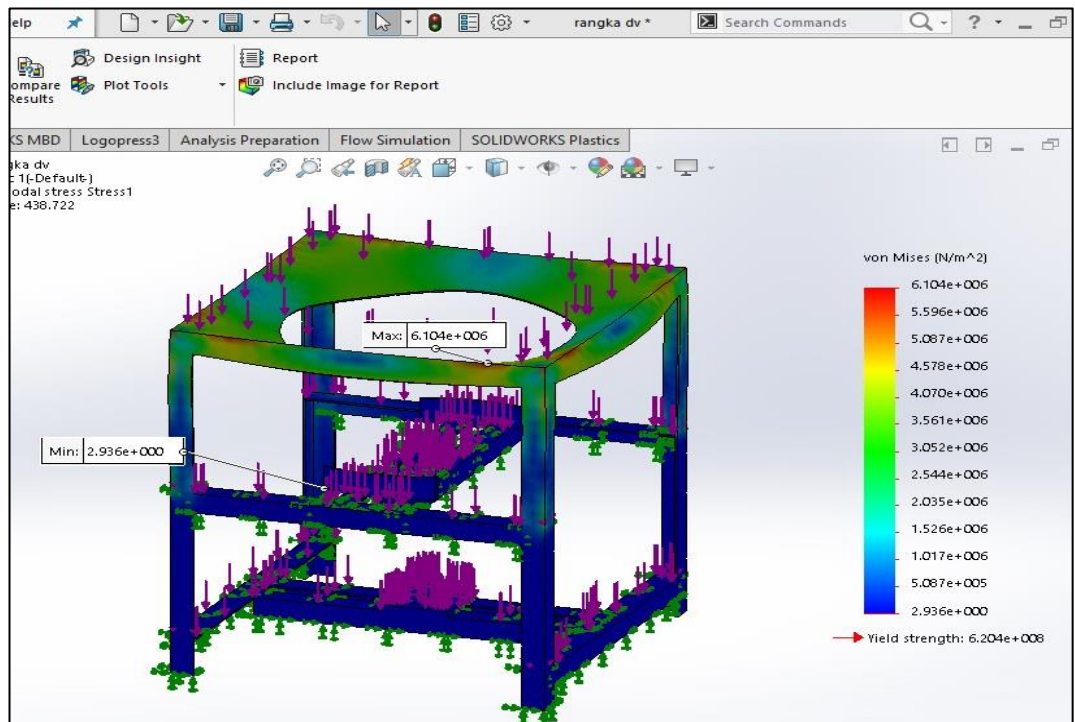 elp
rangka dv *
Search Commands
?
Design Insight
Report
ompare
Results
Plot Tools
Include Image for Report
KS MBD
Logopress3
Analysis Preparation
Flow Simulation
SOLIDWORKS Plastics
gka dv
c 1(-Default-)
odal stress Stress1
e: 438.722
von Mises (N/m^2)
6.104e+006
5.596e+006
5.087e+006
4.578e+006
4.070e+006
3.561e+006
3.052e+006
2.544e+006
2.035e+006
1.526e+006
1.017e+006
5.087e+005
2.936e+000
Yield strength: 6.204e+008
Max: 6.104e+006
Min: 2.936e+000